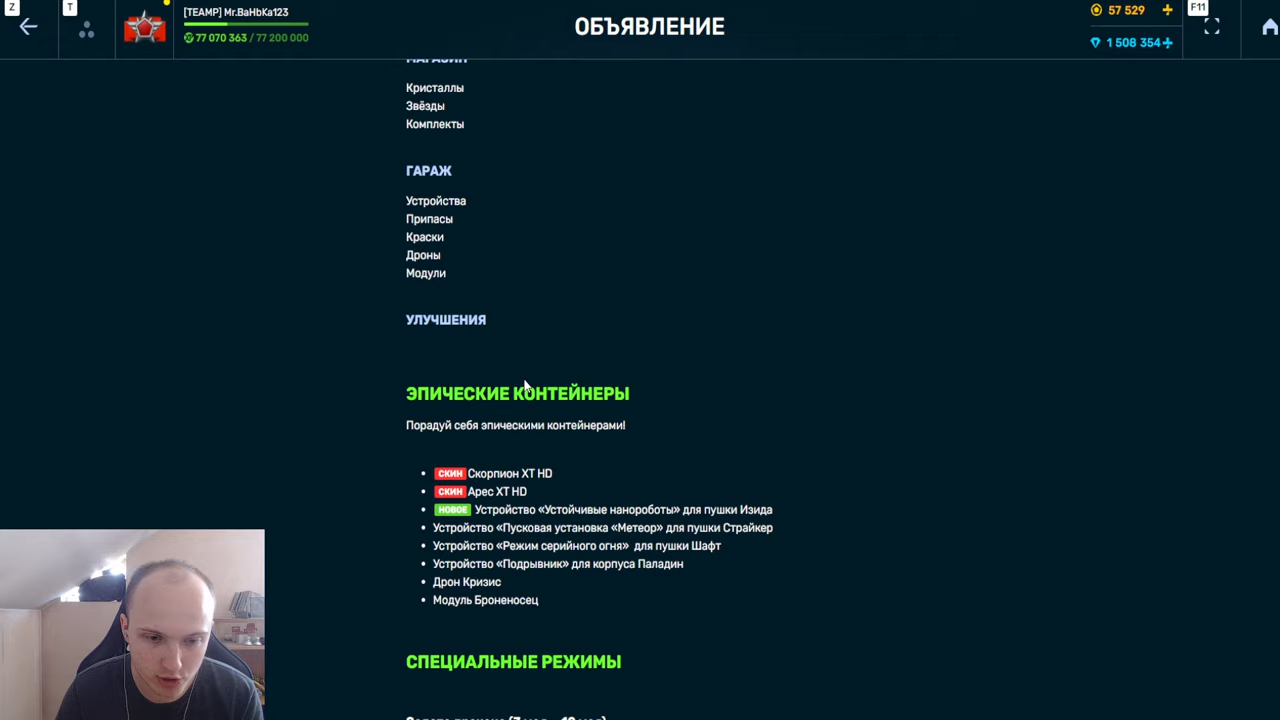 Z
T
[TEAMP] Mr.BaHbKa123
77 070 363 / 77 200 000
ОБЪЯВЛЕНИЕ
57 529
1 508 354
F11
МАГАЗИН
Кристаллы
Звёзды
Комплекты
ГАРАЖ
Устройства
Припасы
Краски
Дроны
Модули
УЛУЧШЕНИЯ
ЭПИЧЕСКИЕ КОНТЕЙНЕРЫ
Порадуй себя эпическими контейнерами!
СКИН Скорпион XT HD
СКИН Арес XT HD
НОВОЕ Устройство «Устойчивые нанороботы» для пушки Изида
Устройство «Пусковая установка «Метеор» для пушки Страйкер
Устройство «Режим серийного огня» для пушки Шафт
Устройство «Подрывник» для корпуса Паладин
Дрон Кризис
Модуль Броненосец
СПЕЦИАЛЬНЫЕ РЕЖИМЫ